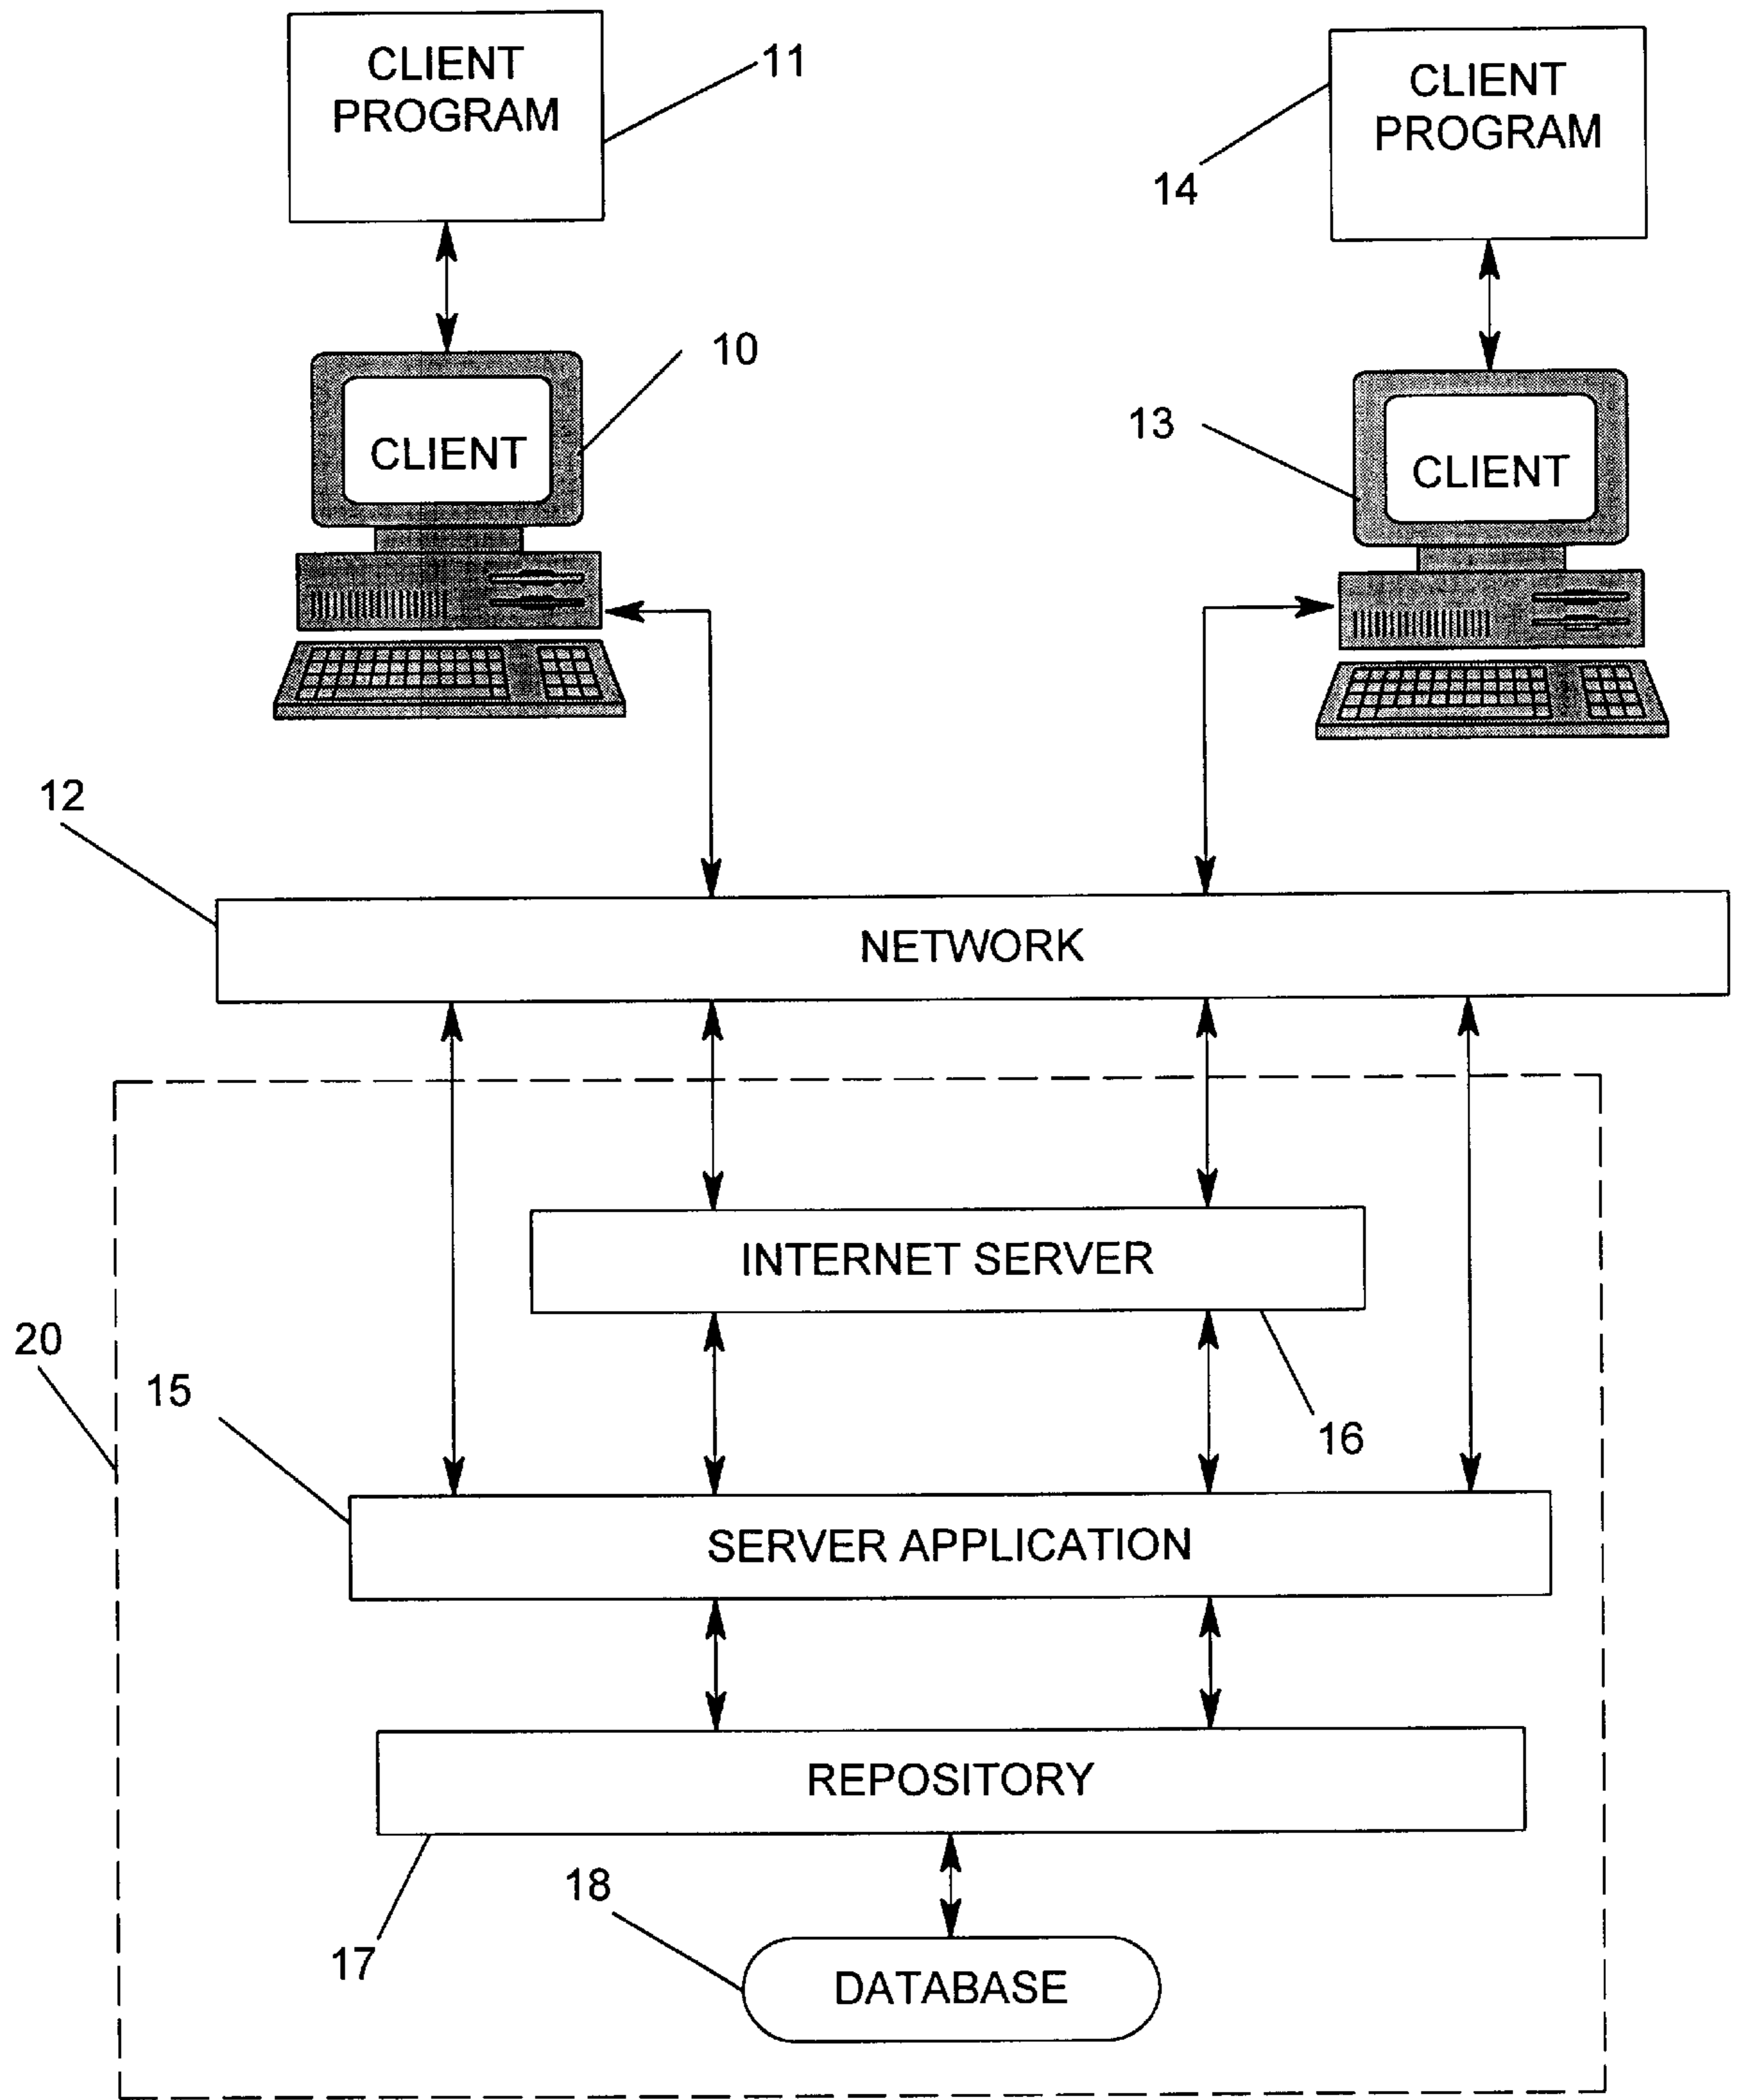 CLIENT
PROGRAM
11
CLIENT
PROGRAM
14
10
CLIENT
13
CLIENT
12
NETWORK
INTERNET SERVER
20
15
16
SERVER APPLICATION
REPOSITORY
18
17
DATABASE